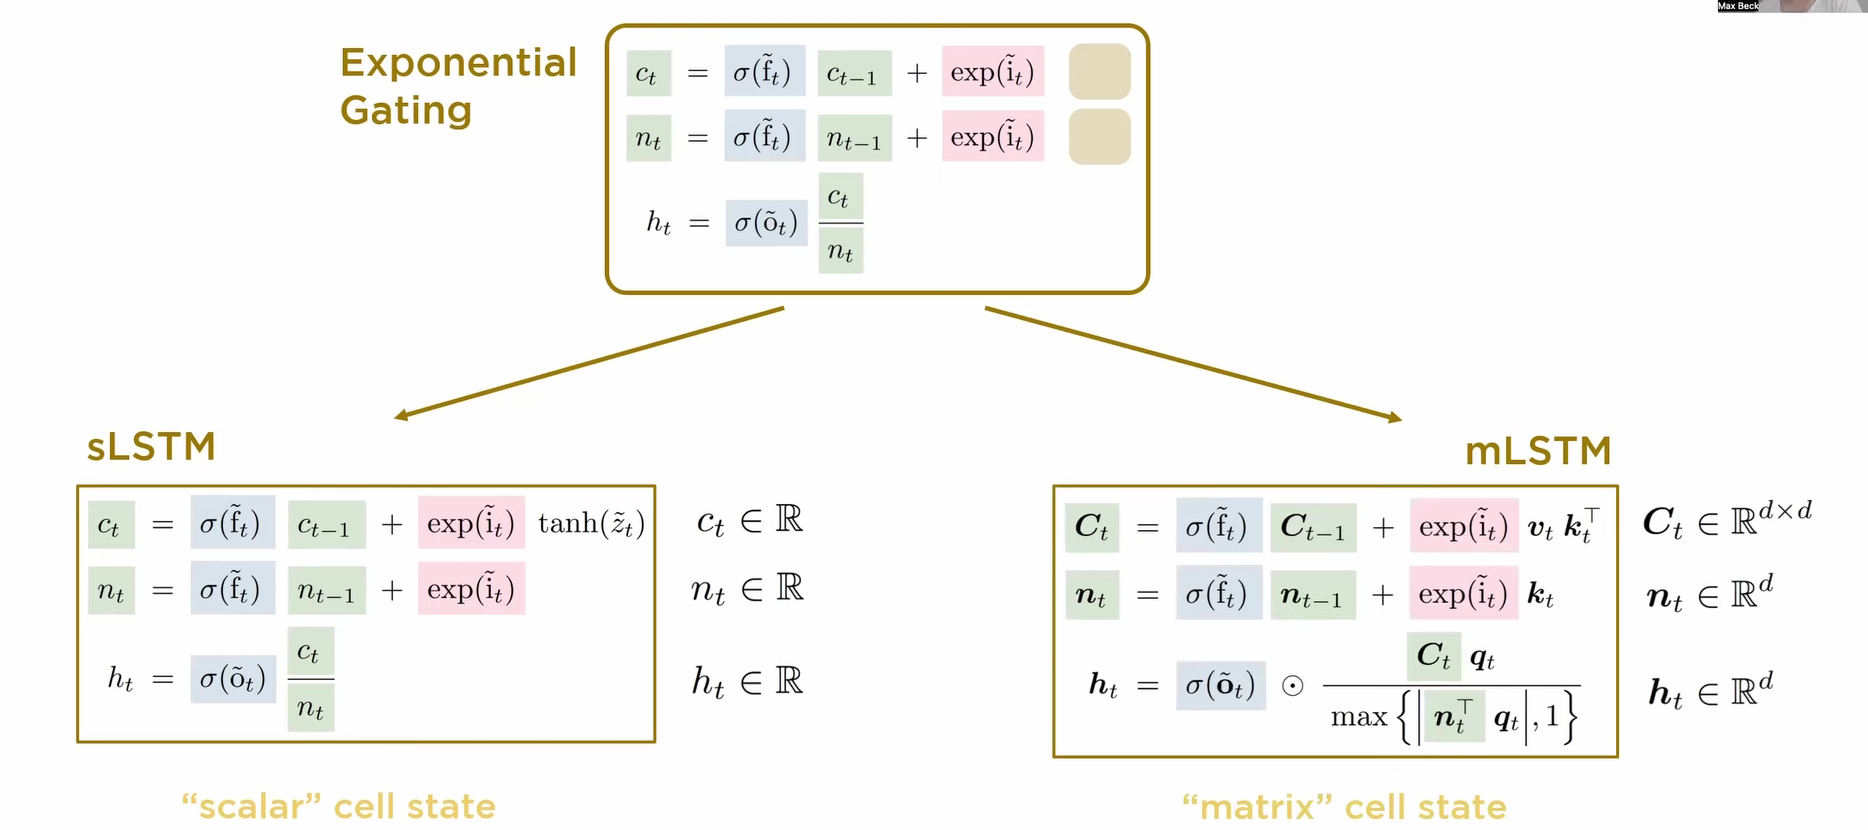 Max Beck
Exponential
Gating
c_t = σ(f̃_t) c_{t−1} + exp(ĩ_t)
n_t = σ(f̃_t) n_{t−1} + exp(ĩ_t)
h_t = σ(õ_t) c_t / n_t
sLSTM
c_t = σ(f̃_t) c_{t−1} + exp(ĩ_t) tanh(z̃_t) c_t ∈ ℝ
n_t = σ(f̃_t) n_{t−1} + exp(ĩ_t) n_t ∈ ℝ
h_t = σ(õ_t) c_t / n_t h_t ∈ ℝ
"scalar" cell state
mLSTM
C_t = σ(f̃_t) C_{t−1} + exp(ĩ_t) v_t k_t^⊤ C_t ∈ ℝ^{d×d}
n_t = σ(f̃_t) n_{t−1} + exp(ĩ_t) k_t n_t ∈ ℝ^d
h_t = σ(õ_t) ⊙ C_t q_t / max{|n_t^⊤ q_t|, 1} h_t ∈ ℝ^d
"matrix" cell state